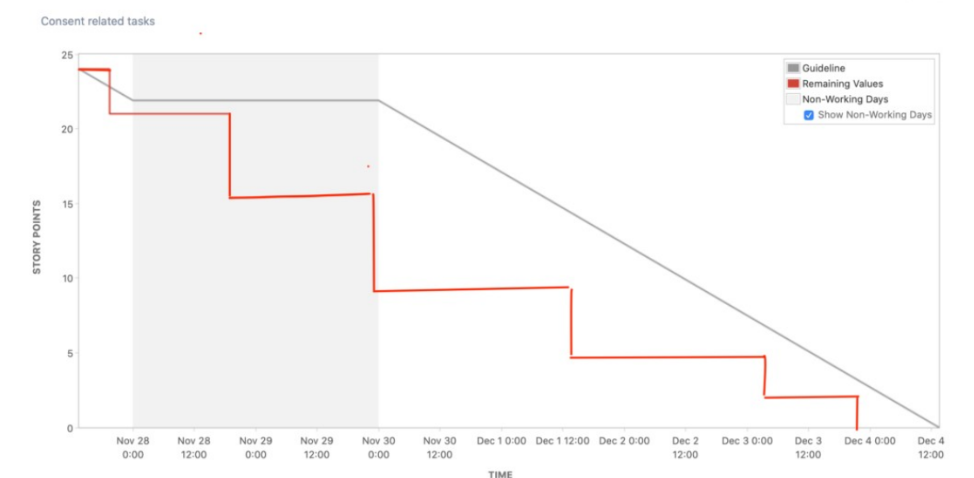 Consent related tasks
Guideline
Remaining Values
Non-Working Days
Show Non-Working Days
STORY POINTS
25
20
15
10
5
0
Nov 28 0:00
Nov 28 12:00
Nov 29 0:00
Nov 29 12:00
Nov 30 0:00
Nov 30 12:00
Dec 1 0:00
Dec 1 12:00
Dec 2 0:00
Dec 2 12:00
Dec 3 0:00
Dec 3 12:00
Dec 4 0:00
Dec 4 12:00
TIME